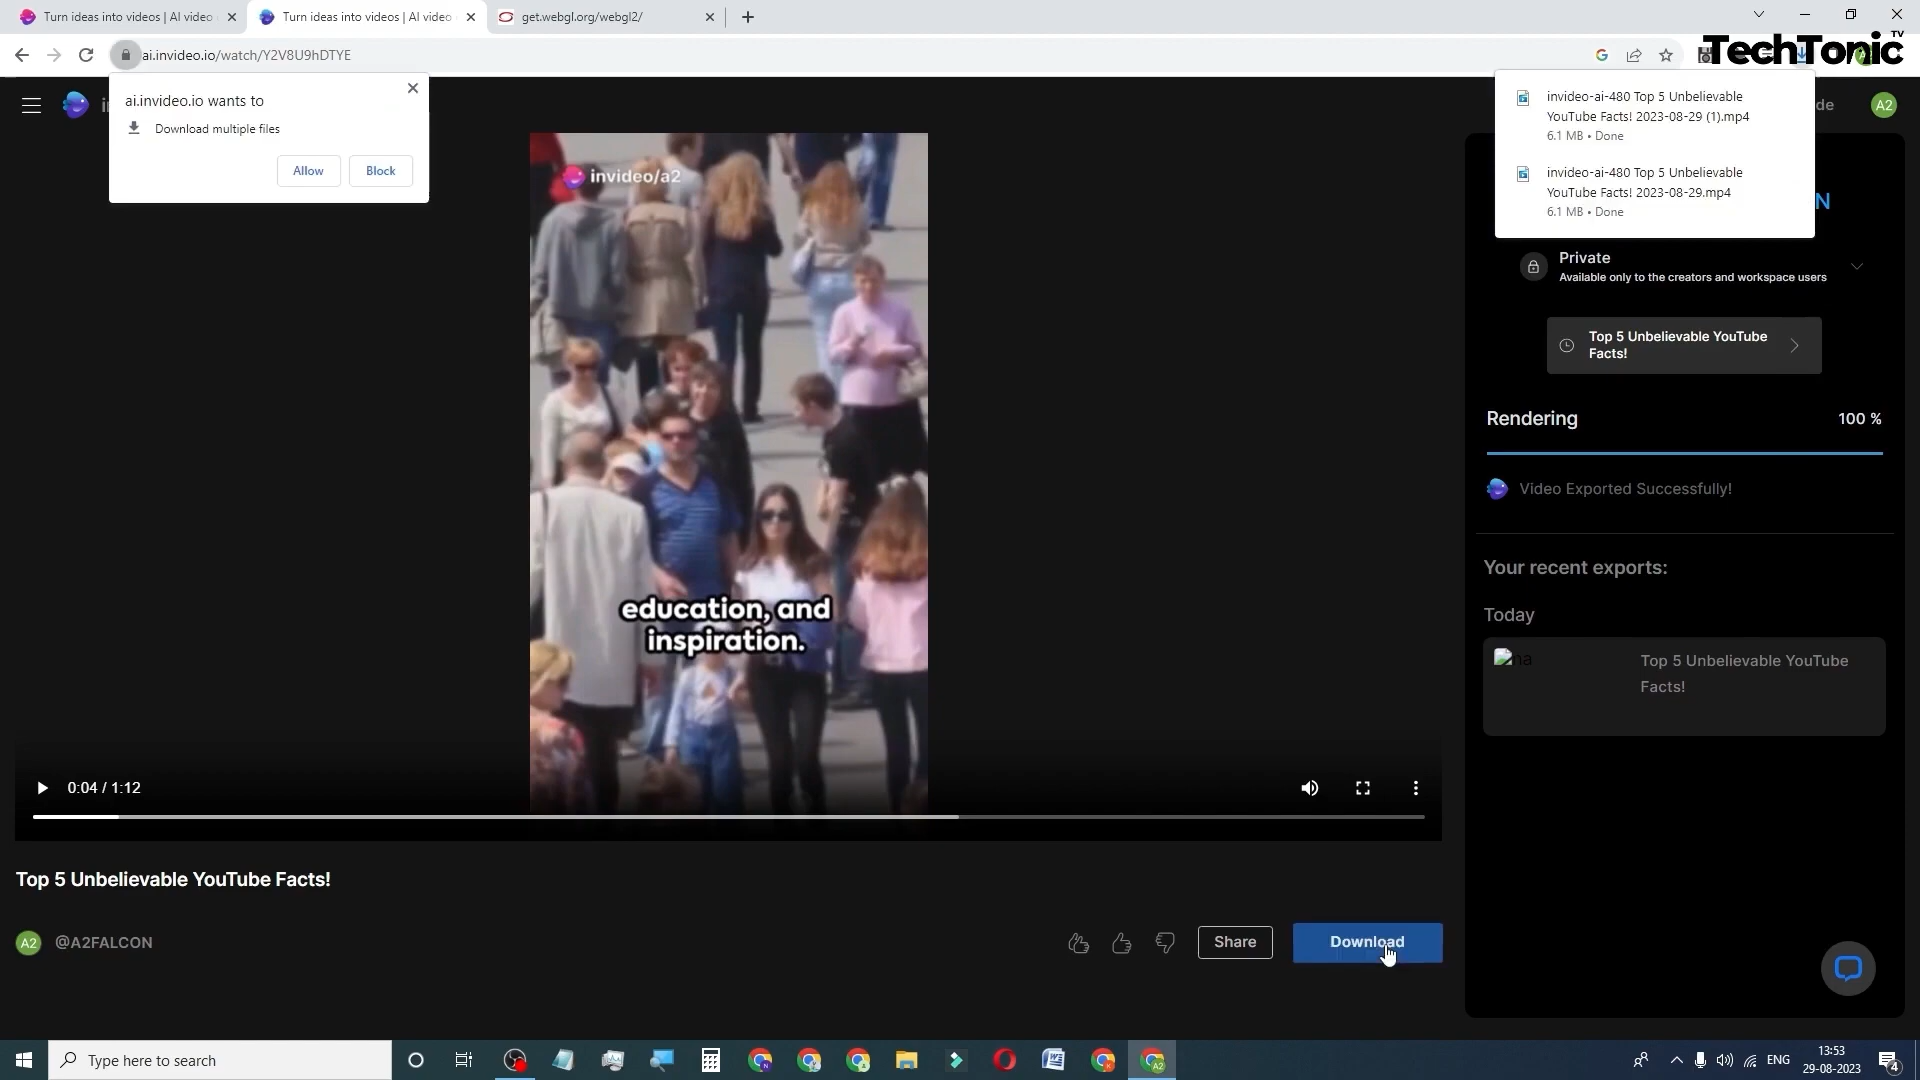 Turn ideas into videos | AI video
Turn ideas into videos | AI video
get.webgl.org/webgl2/
ai.invideo.io/watch/Y2V8U9hDTYE
TechTonic TV
ai.invideo.io wants to
Download multiple files
Allow
Block
invideo-ai-480 Top 5 Unbelievable
YouTube Facts! 2023-08-29 (1).mp4
6.1 MB • Done
invideo-ai-480 Top 5 Unbelievable
YouTube Facts! 2023-08-29.mp4
6.1 MB • Done
A2
invideo/a2
Private
Available only to the creators and workspace users
Top 5 Unbelievable YouTube
Facts!
Rendering
100 %
Video Exported Successfully!
Your recent exports:
Today
Top 5 Unbelievable YouTube
Facts!
education, and
inspiration.
0:04 / 1:12
Top 5 Unbelievable YouTube Facts!
A2 @A2FALCON
Share
Download
Type here to search
ENG
13:53
29-08-2023
4